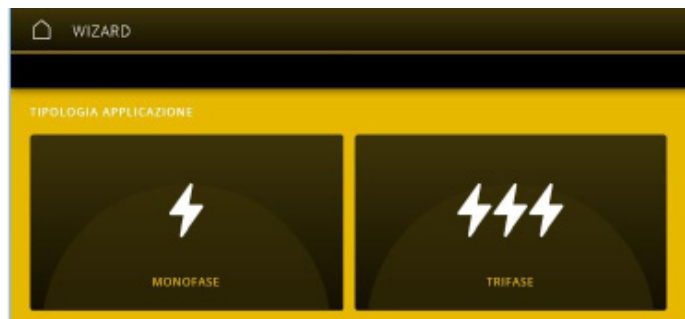 WIZARD
TIPOLOGIA APPLICAZIONE
MONOFASE
TRIFASE